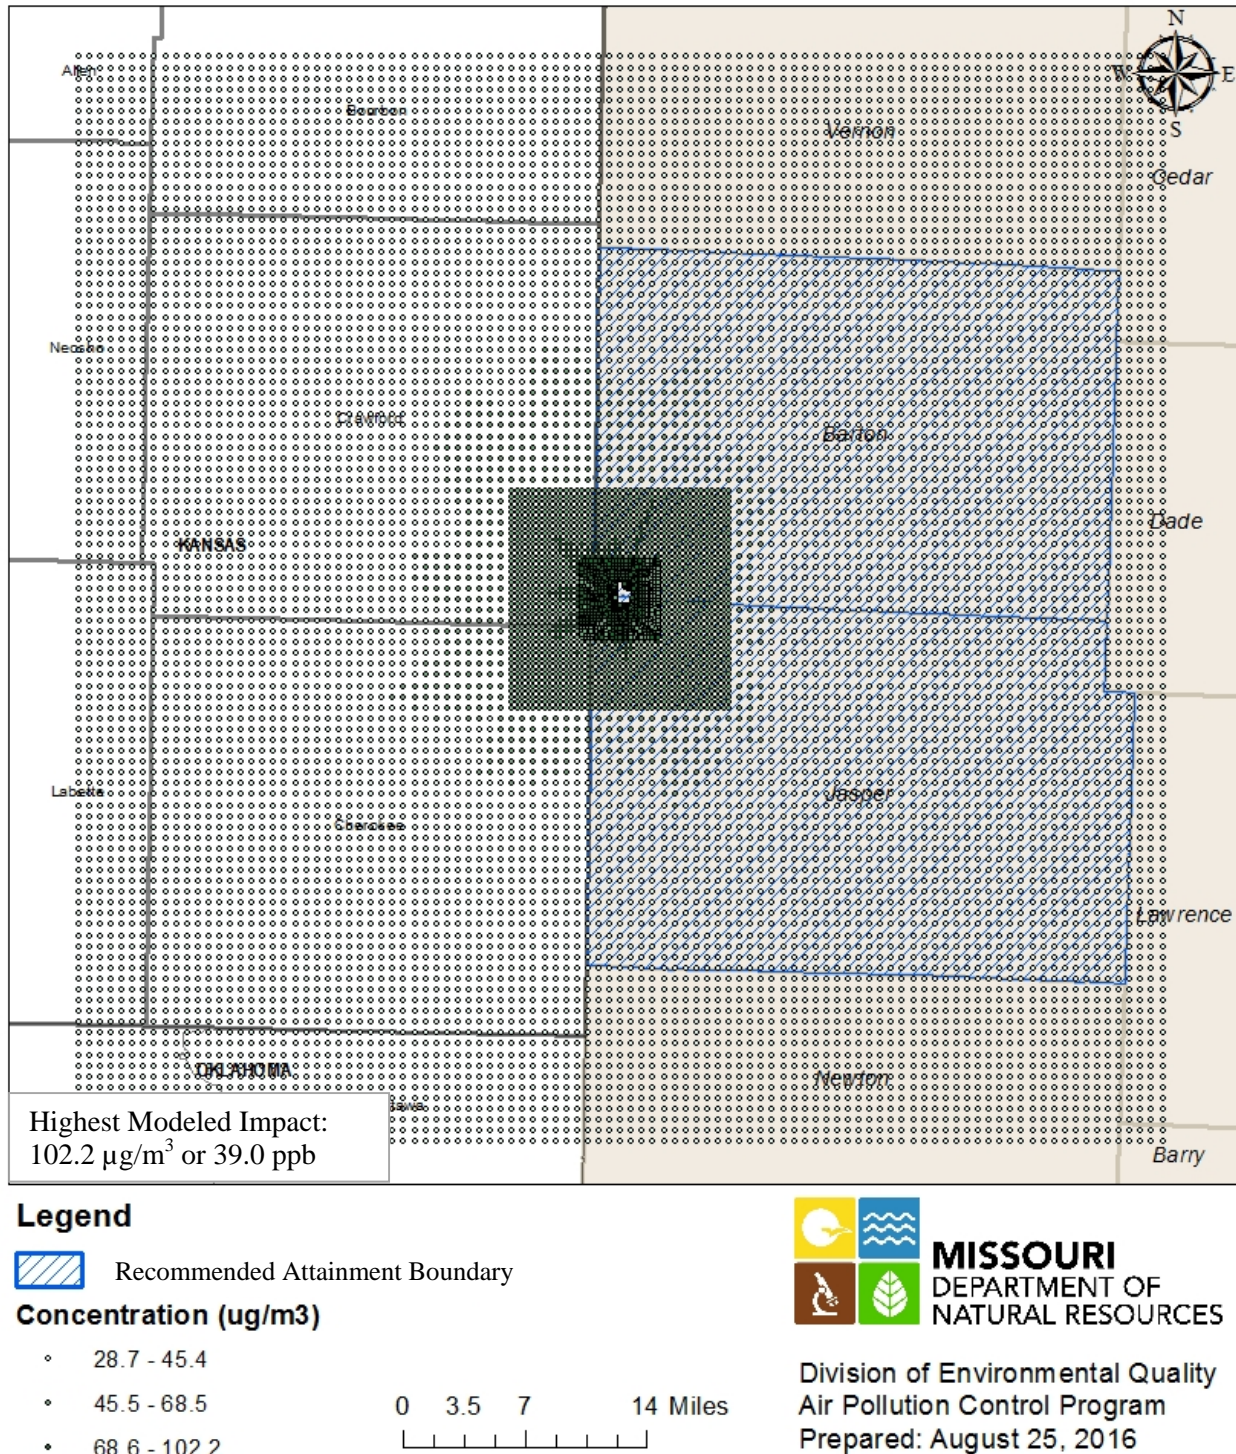 N
W E
S
Allen
Bourbon
Vernon
Cedar
Neosho
Crawford
Barton
KANSAS
Dade
Labette
Cherokee
Jasper
Lawrence
OKLAHOMA
Newton
Barry
Highest Modeled Impact:
102.2 µg/m³ or 39.0 ppb
Legend
Recommended Attainment Boundary
Concentration (ug/m3)
28.7 - 45.4
45.5 - 68.5
68.6 - 102.2
0 3.5 7 14 Miles
MISSOURI
DEPARTMENT OF
NATURAL RESOURCES
Division of Environmental Quality
Air Pollution Control Program
Prepared: August 25, 2016